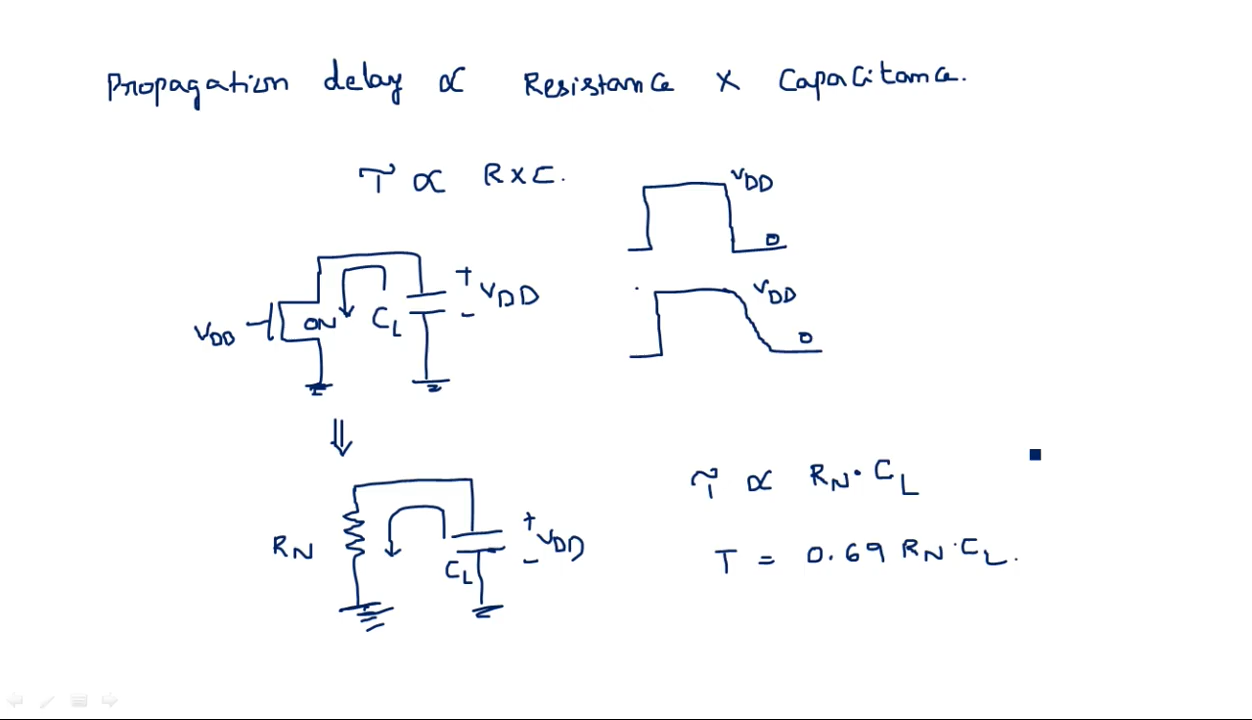 Propagation delay ∝ Resistance × Capacitance.
τ ∝ R×C.
VDD
0
VDD ON CL + VDD -
VDD
0
⇓
RN CL + VDD -
τ ∝ RN·CL
T = 0.69 RN·CL.